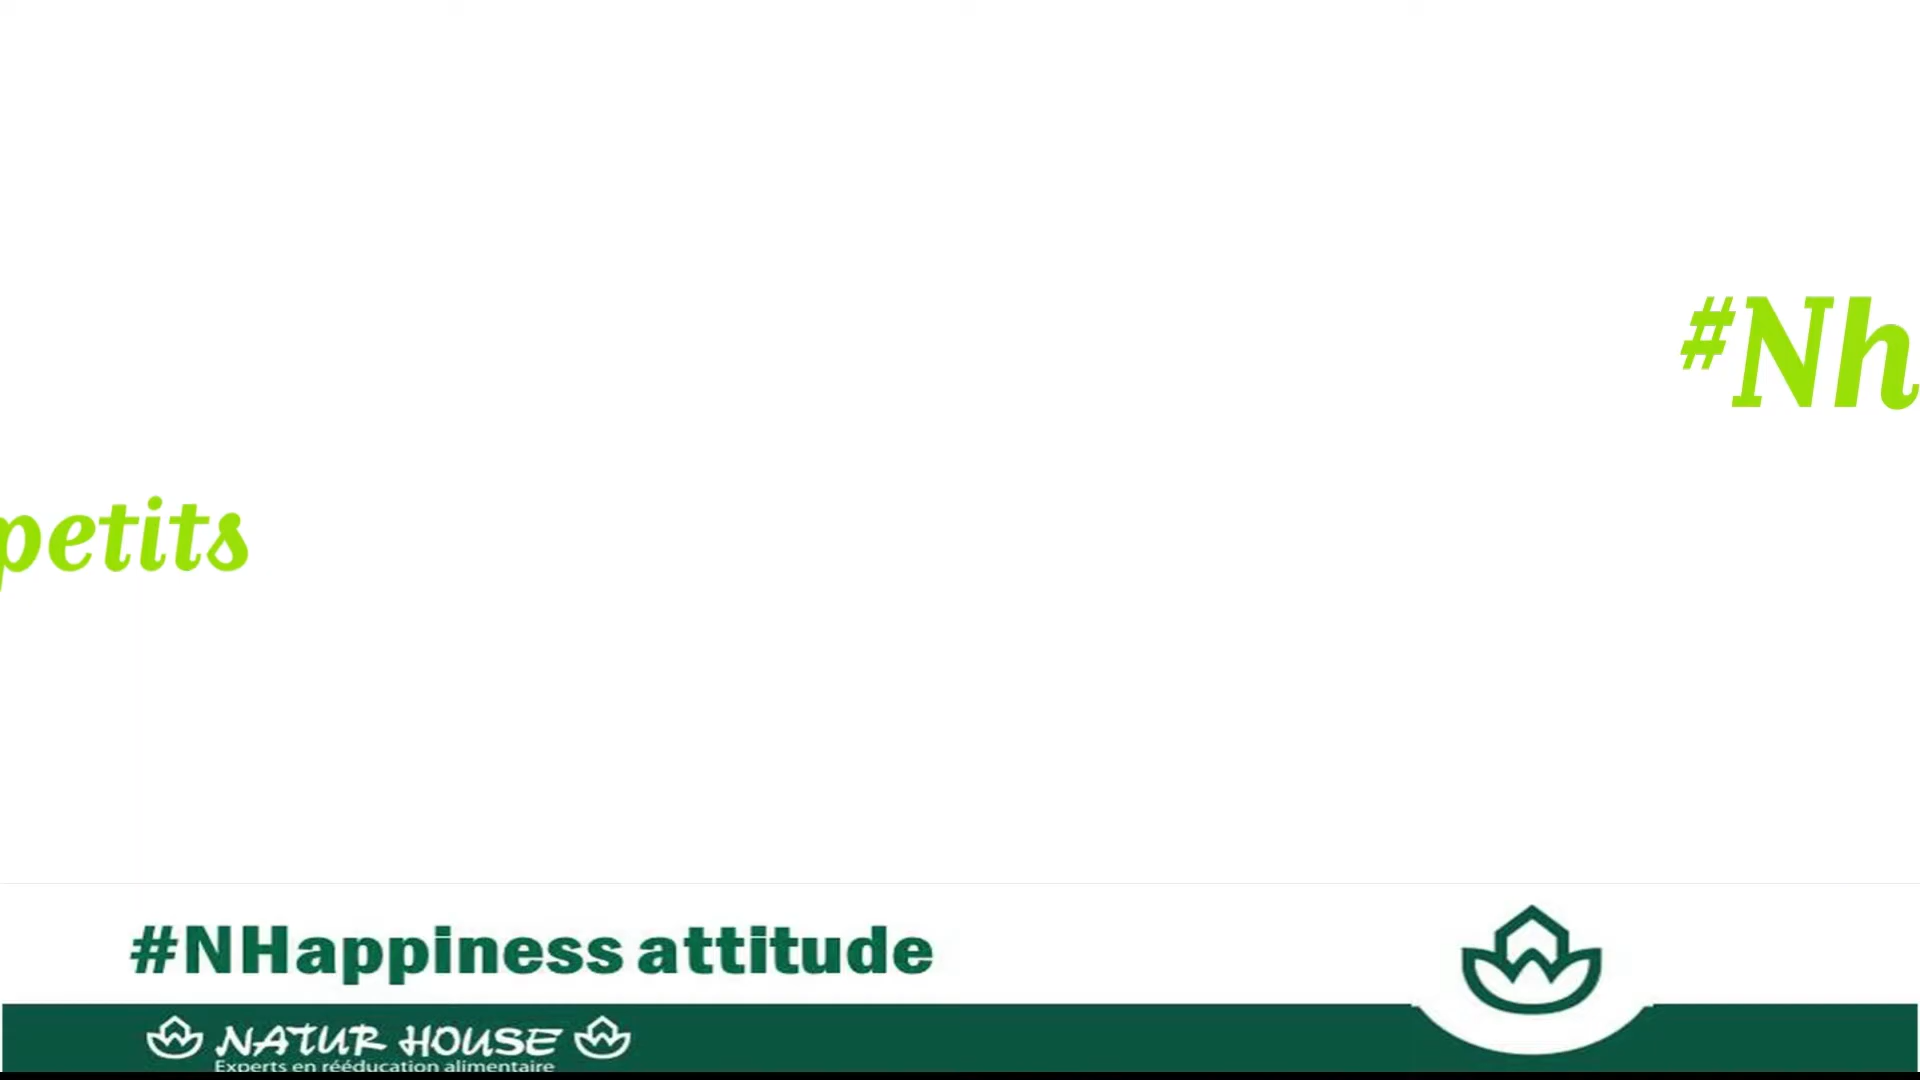 #Nh
petits
#NHappiness attitude
NATUR HOUSE
Experts en rééducation alimentaire